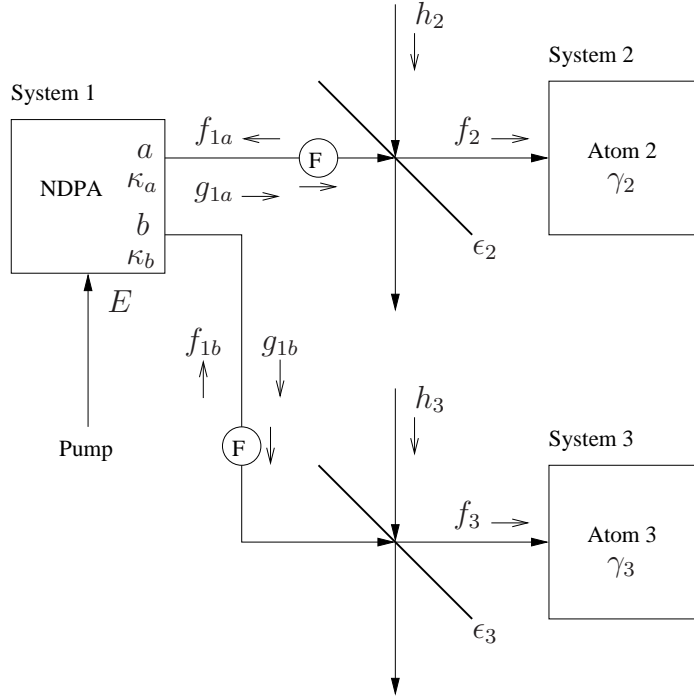 h₂
System 2
System 1
f₁ₐ
F
f₂
a
Atom 2
NDPA
κₐ
γ₂
g₁ₐ
b
ϵ₂
κ_b
E
f₁b
g₁b
h₃
System 3
F
Pump
f₃
Atom 3
γ₃
ϵ₃